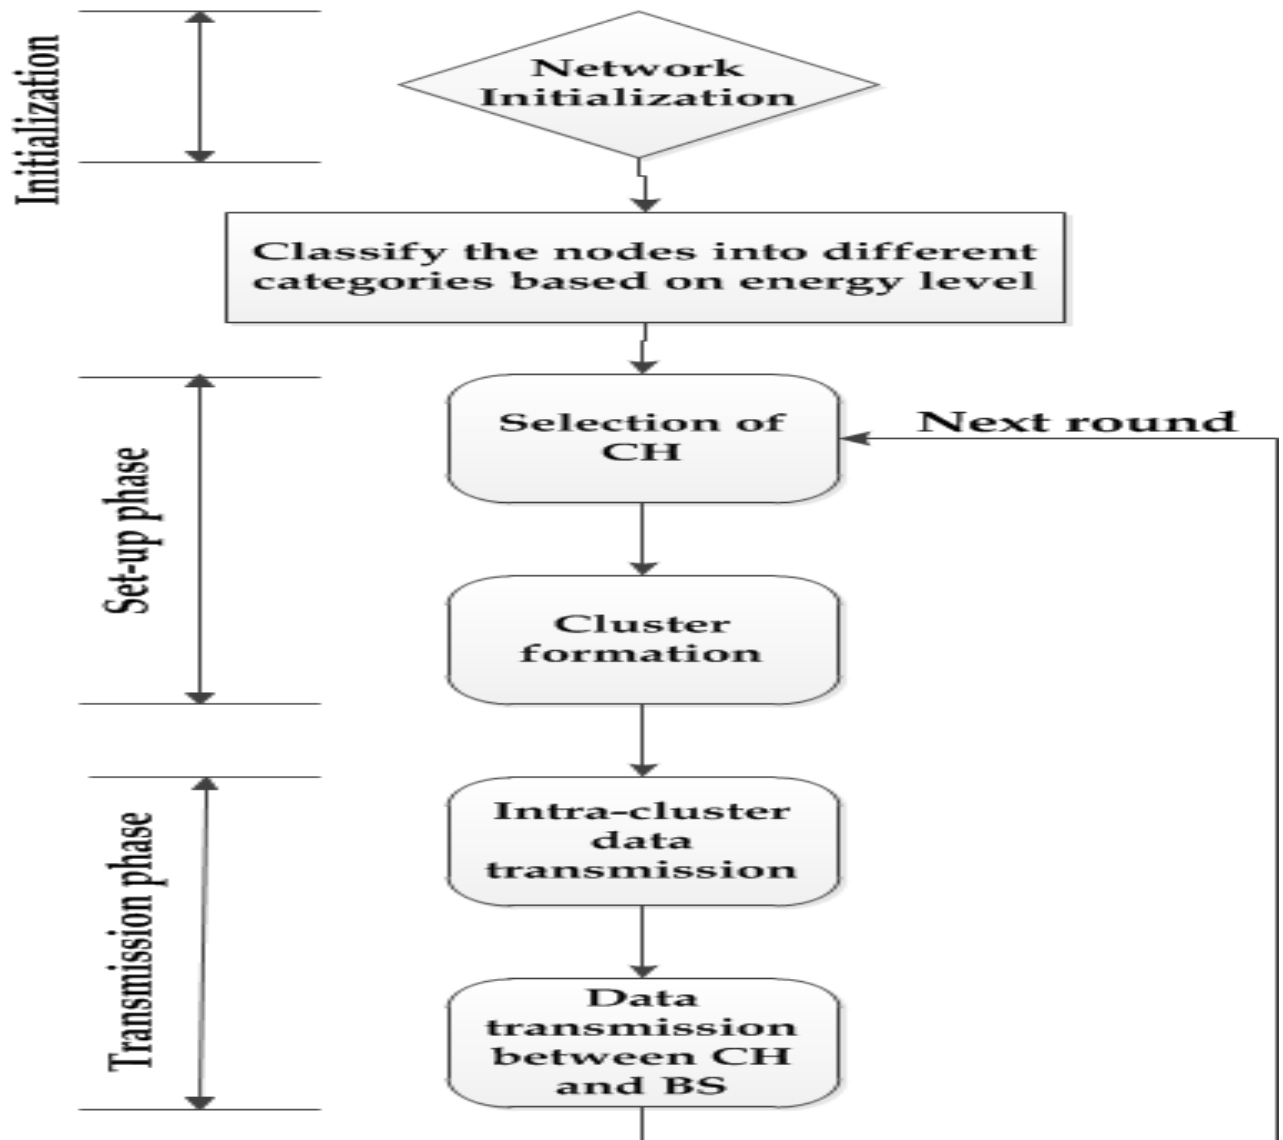 Initialization
Network
Initialization
Classify the nodes into different
categories based on energy level
Set-up phase
Selection of
CH
Next round
Cluster
formation
Transmission phase
Intra-cluster
data
transmission
Data
transmission
between CH
and BS